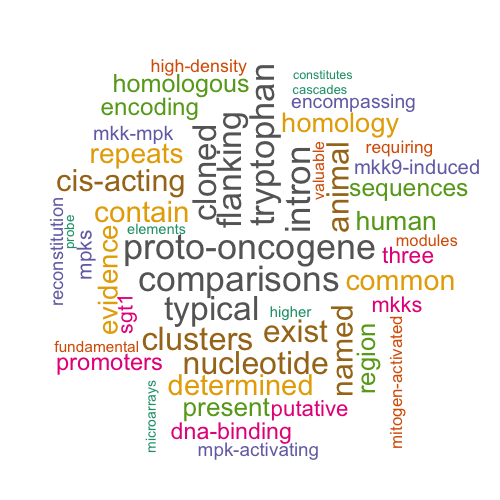 high-density
constitutes
homologous
cascades
encoding
encompassing
tryptophan
homology
mkk-mpk
cloned
flanking
requiring
repeats
intron
valuable
animal
mkk9-induced
cis-acting
sequences
contain
human
reconstitution
probe
mpks
elements
evidence
proto-oncogene
modules
three
sgt1
comparisons
common
typical
higher
mkks
fundamental
clusters
exist
named
region
mitogen-activated
promoters
nucleotide
determined
microarrays
present
putative
dna-binding
mpk-activating